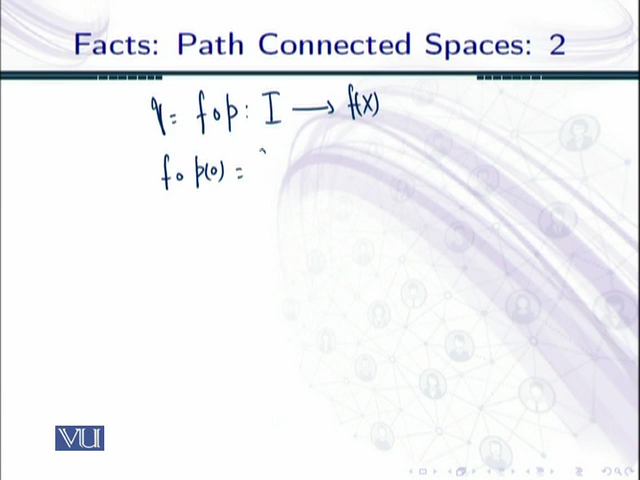 Facts: Path Connected Spaces: 2
q = f∘p : I → f(X)
f∘p(0) =
VU